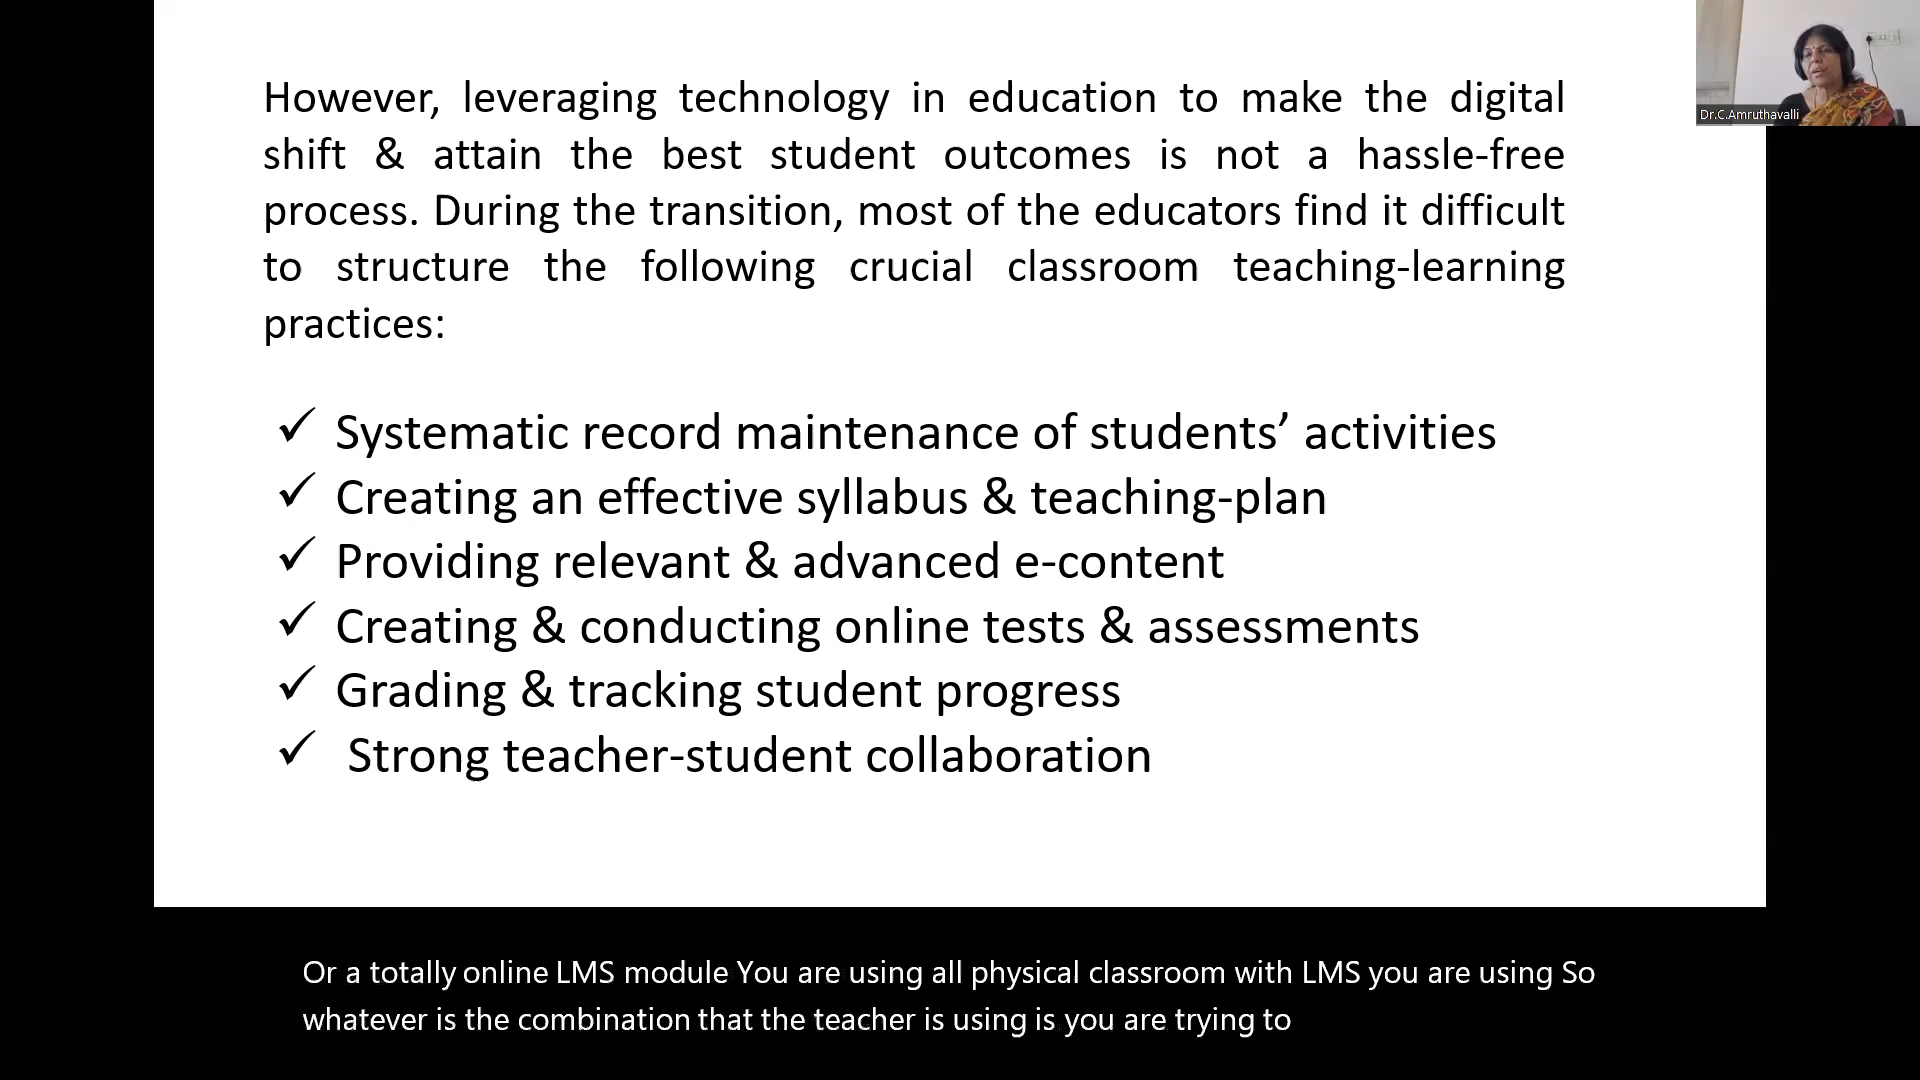 However, leveraging technology in education to make the digital
shift & attain the best student outcomes is not a hassle-free
process. During the transition, most of the educators find it difficult
to structure the following crucial classroom teaching-learning
practices:
✓ Systematic record maintenance of students’ activities
✓ Creating an effective syllabus & teaching-plan
✓ Providing relevant & advanced e-content
✓ Creating & conducting online tests & assessments
✓ Grading & tracking student progress
✓ Strong teacher-student collaboration
Dr.C.Amruthavalli
Or a totally online LMS module You are using all physical classroom with LMS you are using So
whatever is the combination that the teacher is using is you are trying to